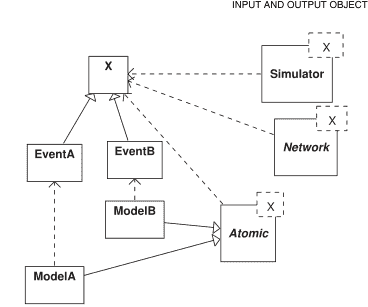 INPUT AND OUTPUT OBJECT
X
X
Simulator
X
Network
EventA
EventB
X
ModelB
Atomic
ModelA